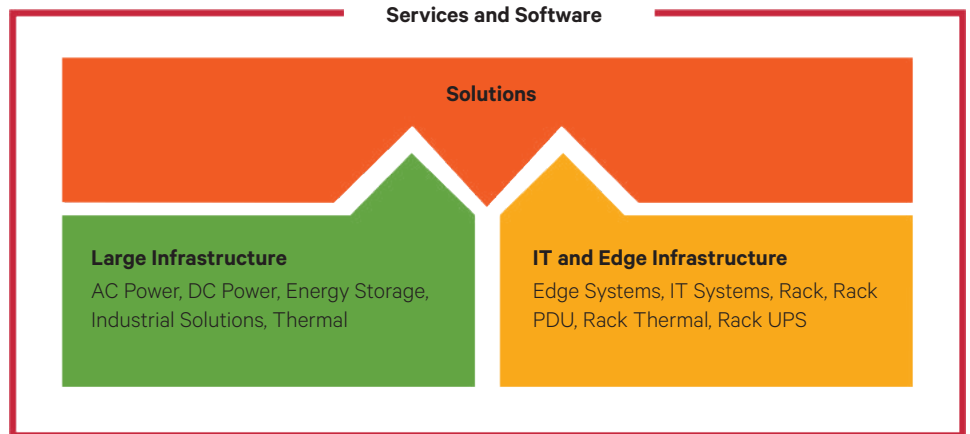 Services and Software
Solutions
Large Infrastructure
AC Power, DC Power, Energy Storage,
Industrial Solutions, Thermal
IT and Edge Infrastructure
Edge Systems, IT Systems, Rack, Rack
PDU, Rack Thermal, Rack UPS